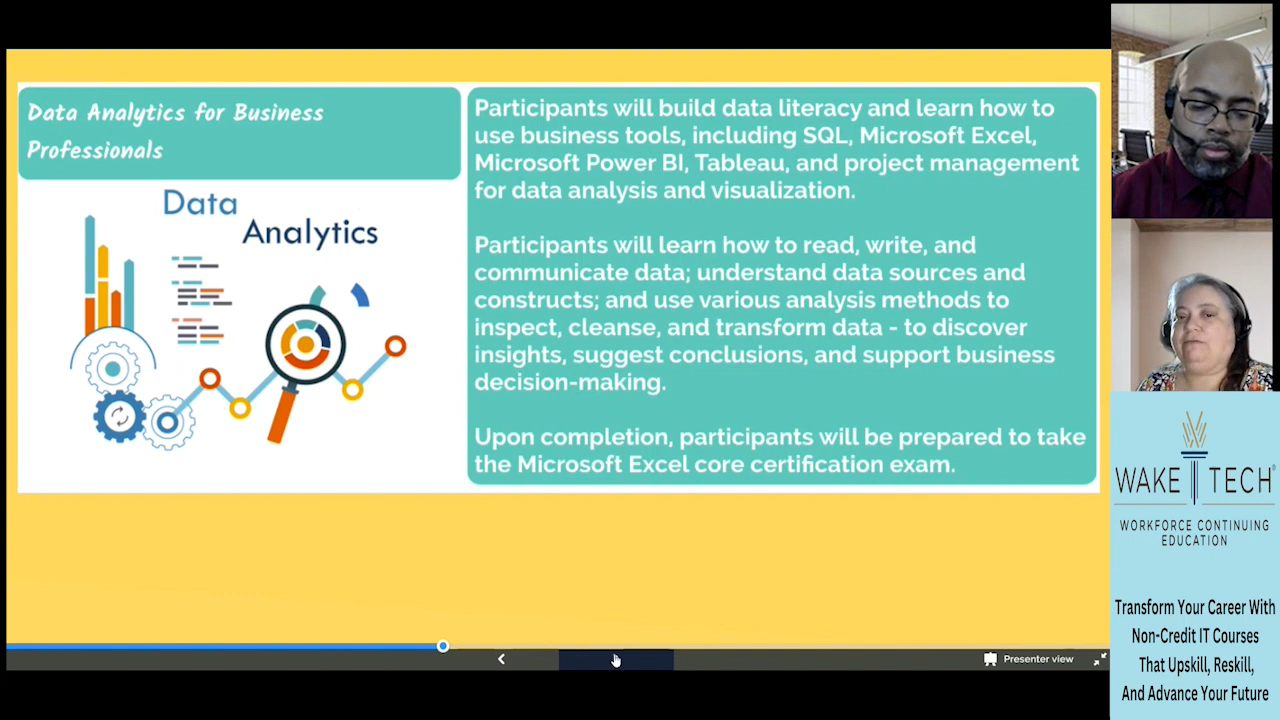 Data Analytics for Business
Professionals
Data
Analytics
Participants will build data literacy and learn how to
use business tools, including SQL, Microsoft Excel,
Microsoft Power BI, Tableau, and project management
for data analysis and visualization.
Participants will learn how to read, write, and
communicate data; understand data sources and
constructs; and use various analysis methods to
inspect, cleanse, and transform data - to discover
insights, suggest conclusions, and support business
decision-making.
Upon completion, participants will be prepared to take
the Microsoft Excel core certification exam.
Presenter view
WAKE TECH®
WORKFORCE CONTINUING
EDUCATION
Transform Your Career With
Non-Credit IT Courses
That Upskill, Reskill,
And Advance Your Future